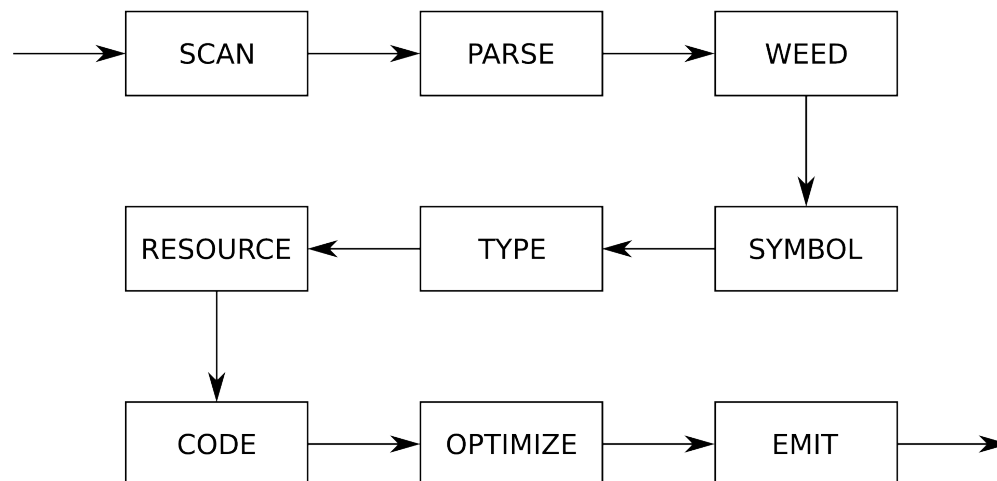 SCAN
PARSE
WEED
RESOURCE
TYPE
SYMBOL
CODE
OPTIMIZE
EMIT